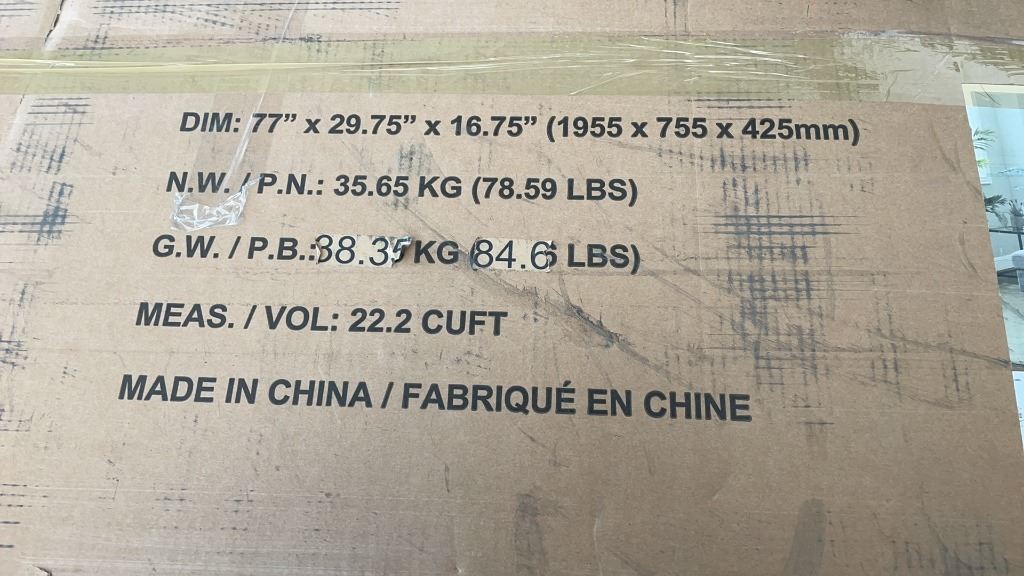 DIM: 77” x 29.75” x 16.75” (1955 x 755 x 425mm)
N.W. / P.N.: 35.65 KG (78.59 LBS)
G.W. / P.B.: 38.35 KG (84.6 LBS)
MEAS. / VOL: 22.2 CUFT
MADE IN CHINA / FABRIQUÉ EN CHINE